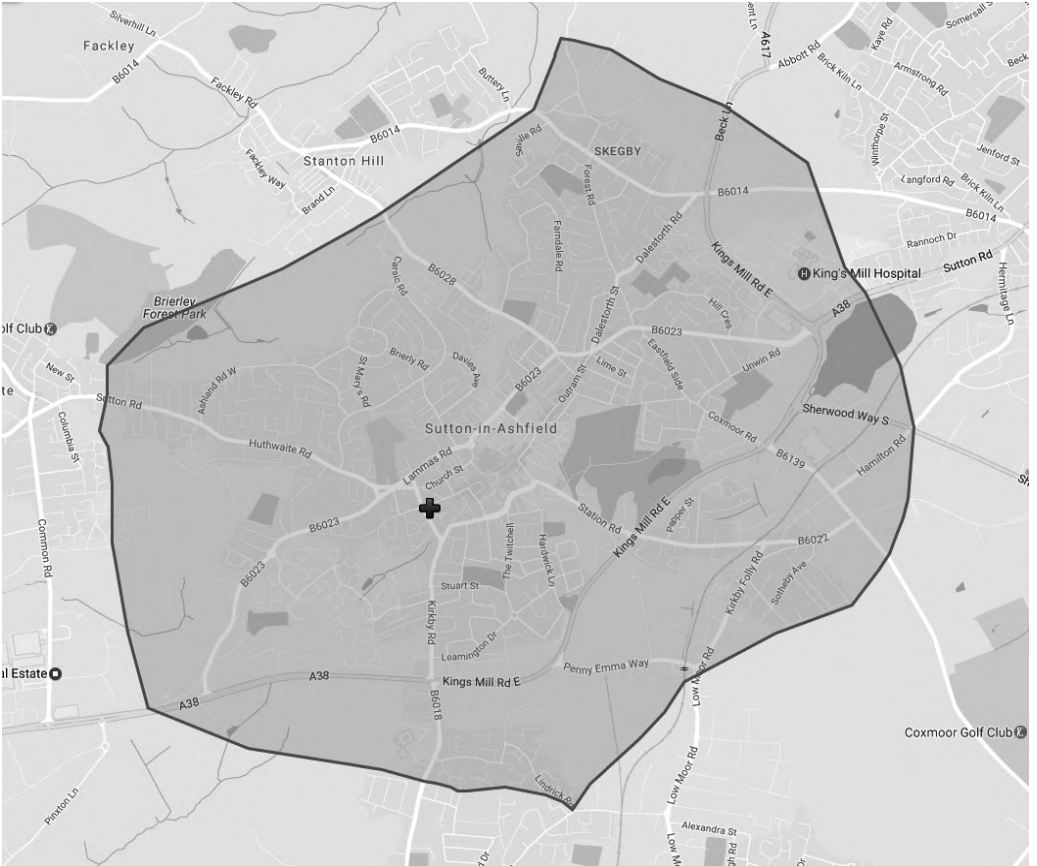 Silverhill Ln
Fackley
B6014
Fackley Rd
Buttery Ln
B6014
Stanton Hill
Fackley Way
Brand Ln
A617
Abbott Rd
Kaye Rd
Brick Kiln Ln
Armstrong Rd
Winthorpe St
Jenford St
Langford Rd
Brick Kiln Ln
B6014
Beck Ln
SKEGBY
Forest Rd
B6014
Farndale Rd
Dalestorth Rd
Rannoch Dr
Sutton Rd
Hermitage Ln
Kings Mill Rd E
H King's Mill Hospital
A38
Carsic Rd
B6028
Brierley
Forest Park
Dalestorth St
Hill Cres
B6023
Eastfield Side
Unwin Rd
Lime St
Outram St
B6023
Davies Ave
Brierly Rd
St Mary's Rd
Ashland Rd W
New St
Sutton Rd
Columbia St
Huthwaite Rd
Sutton-in-Ashfield
Lammas Rd
Church St
Coxmoor Rd
Sherwood Way S
B6139
Hamilton Rd
Station Rd
Kings Mill Rd E
Pepper St
B6022
B6023
B6023
Common Rd
The Twitchell
Hardwick Ln
Stuart St
Kirkby Rd
Leamington Dr
Kirkby Folly Rd
Sotheby Ave
Penny Emma Way
Low Moor Rd
al Estate
A38
A38
Kings Mill Rd E
B6018
Lindrick Rd
Low Moor Rd
Coxmoor Golf Club
Pinxton Ln
Alexandra St